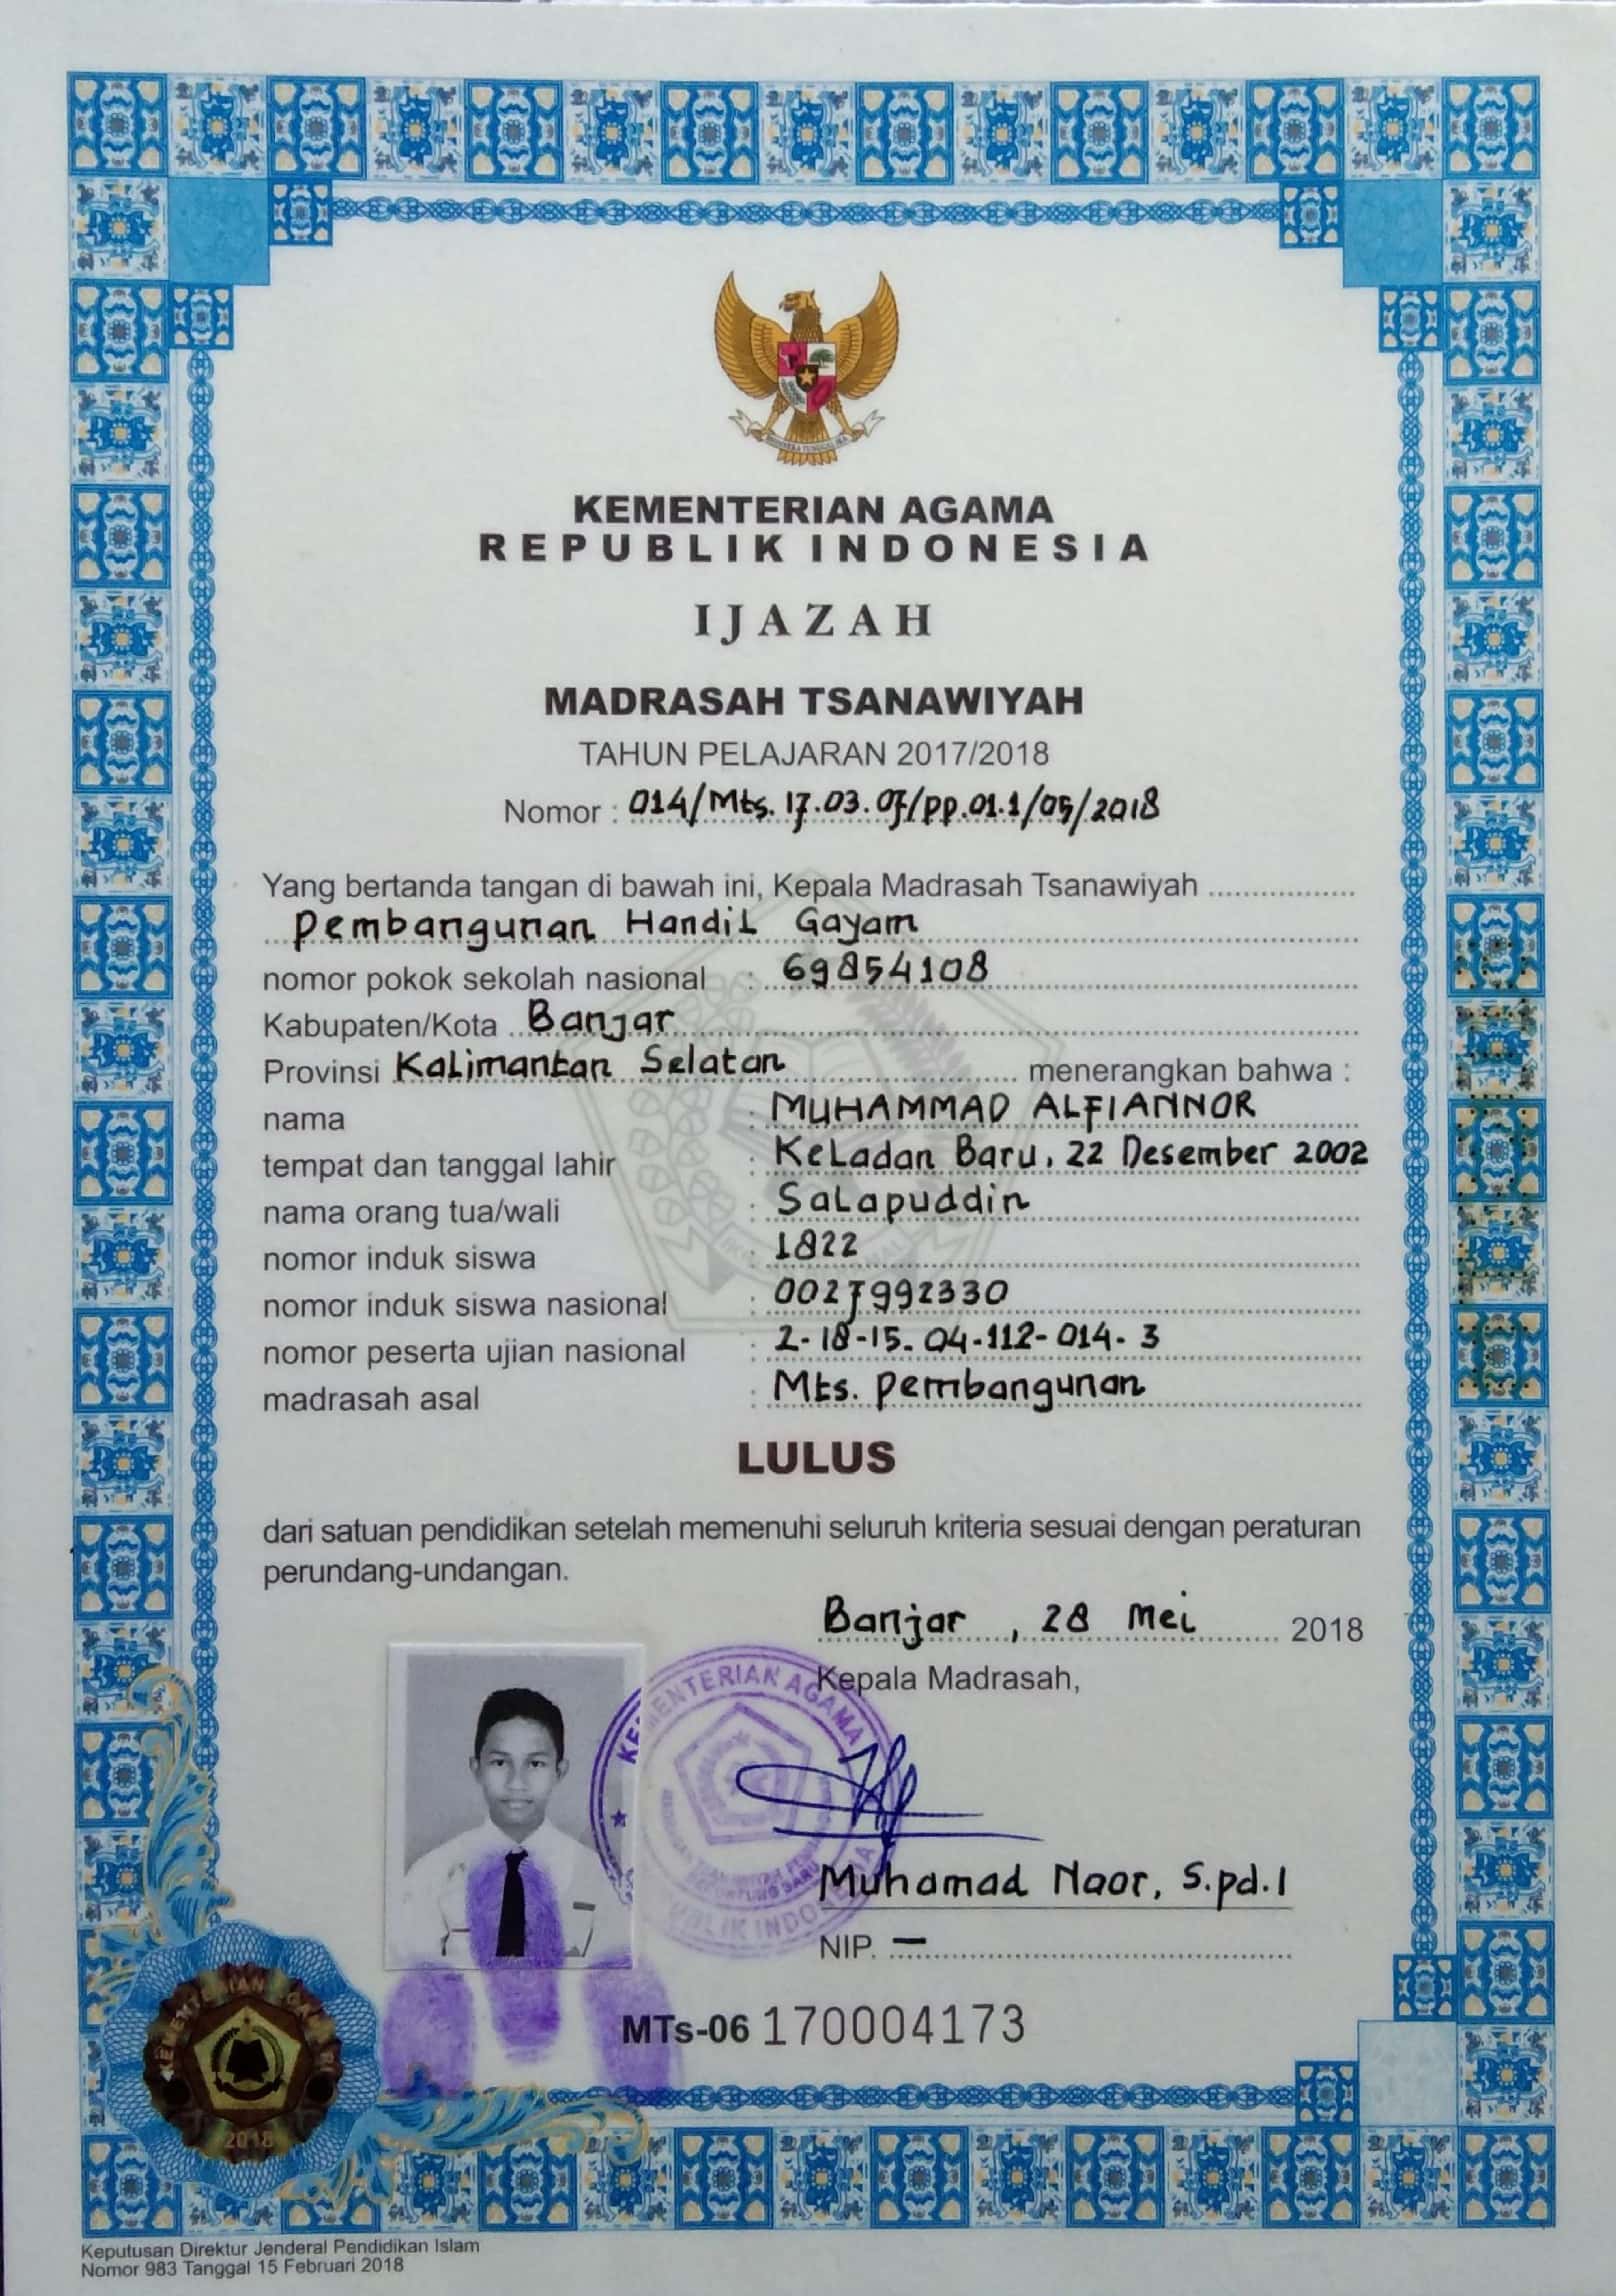 KEMENTERIAN AGAMA
REPUBLIK INDONESIA
IJAZAH
MADRASAH TSANAWIYAH
TAHUN PELAJARAN 2017/2018
Nomor : 014/Mts.17.03.07/pp.01.1/05/2018
Yang bertanda tangan di bawah ini, Kepala Madrasah Tsanawiyah
Pembangunan Handil Gayam
nomor pokok sekolah nasional : 69854108
Kabupaten/Kota Banjar
Provinsi Kalimantan Selatan menerangkan bahwa :
nama : MUHAMMAD ALFIANNOR
tempat dan tanggal lahir : Keladan Baru, 22 Desember 2002
nama orang tua/wali : Salapuddin
nomor induk siswa : 1822
nomor induk siswa nasional : 0027992330
nomor peserta ujian nasional : 2-18-15.04-112-014-3
madrasah asal : Mts. Pembangunan
LULUS
dari satuan pendidikan setelah memenuhi seluruh kriteria sesuai dengan peraturan
perundang-undangan.
Banjar, 28 Mei 2018
Kepala Madrasah,
KEMENTERIAN AGAMA
Muhamad Naor, S.pd.I
NIP. –
MTs-06 170004173
KEMENTERIAN AGAMA RI
2018
Keputusan Direktur Jenderal Pendidikan Islam
Nomor 983 Tanggal 15 Februari 2018